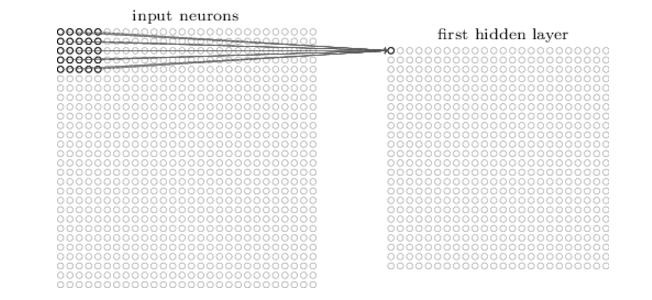 input neurons
first hidden layer